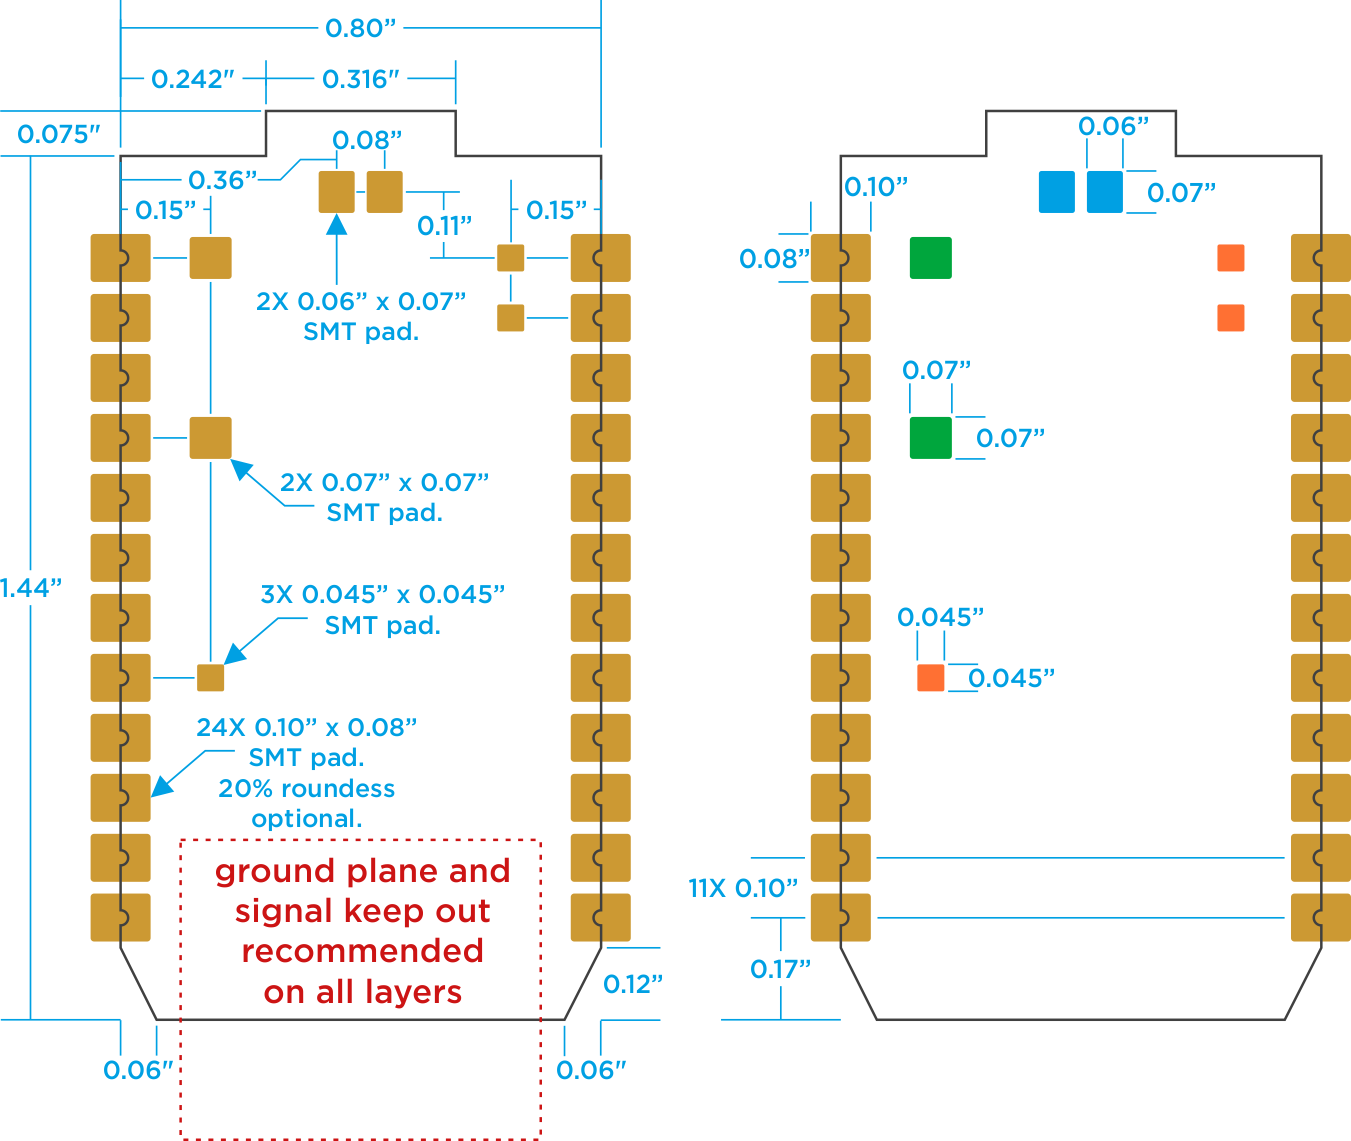 0.80”
0.242"
0.316"
0.075"
0.08”
0.36”
0.15”
0.11”
0.15”
2X 0.06” x 0.07”
SMT pad.
2X 0.07” x 0.07”
SMT pad.
1.44”
3X 0.045” x 0.045”
SMT pad.
24X 0.10” x 0.08”
SMT pad.
20% roundess
optional.
ground plane and
signal keep out
recommended
on all layers
0.12”
0.06"
0.06"
0.06”
0.10”
0.07”
0.08”
0.07”
0.07”
0.045”
0.045”
11X 0.10”
0.17”